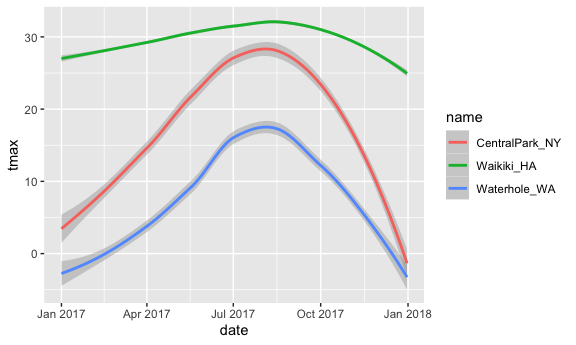 30
20
10
0
tmax
Jan 2017 Apr 2017 Jul 2017 Oct 2017 Jan 2018
date
name
CentralPark_NY
Waikiki_HA
Waterhole_WA